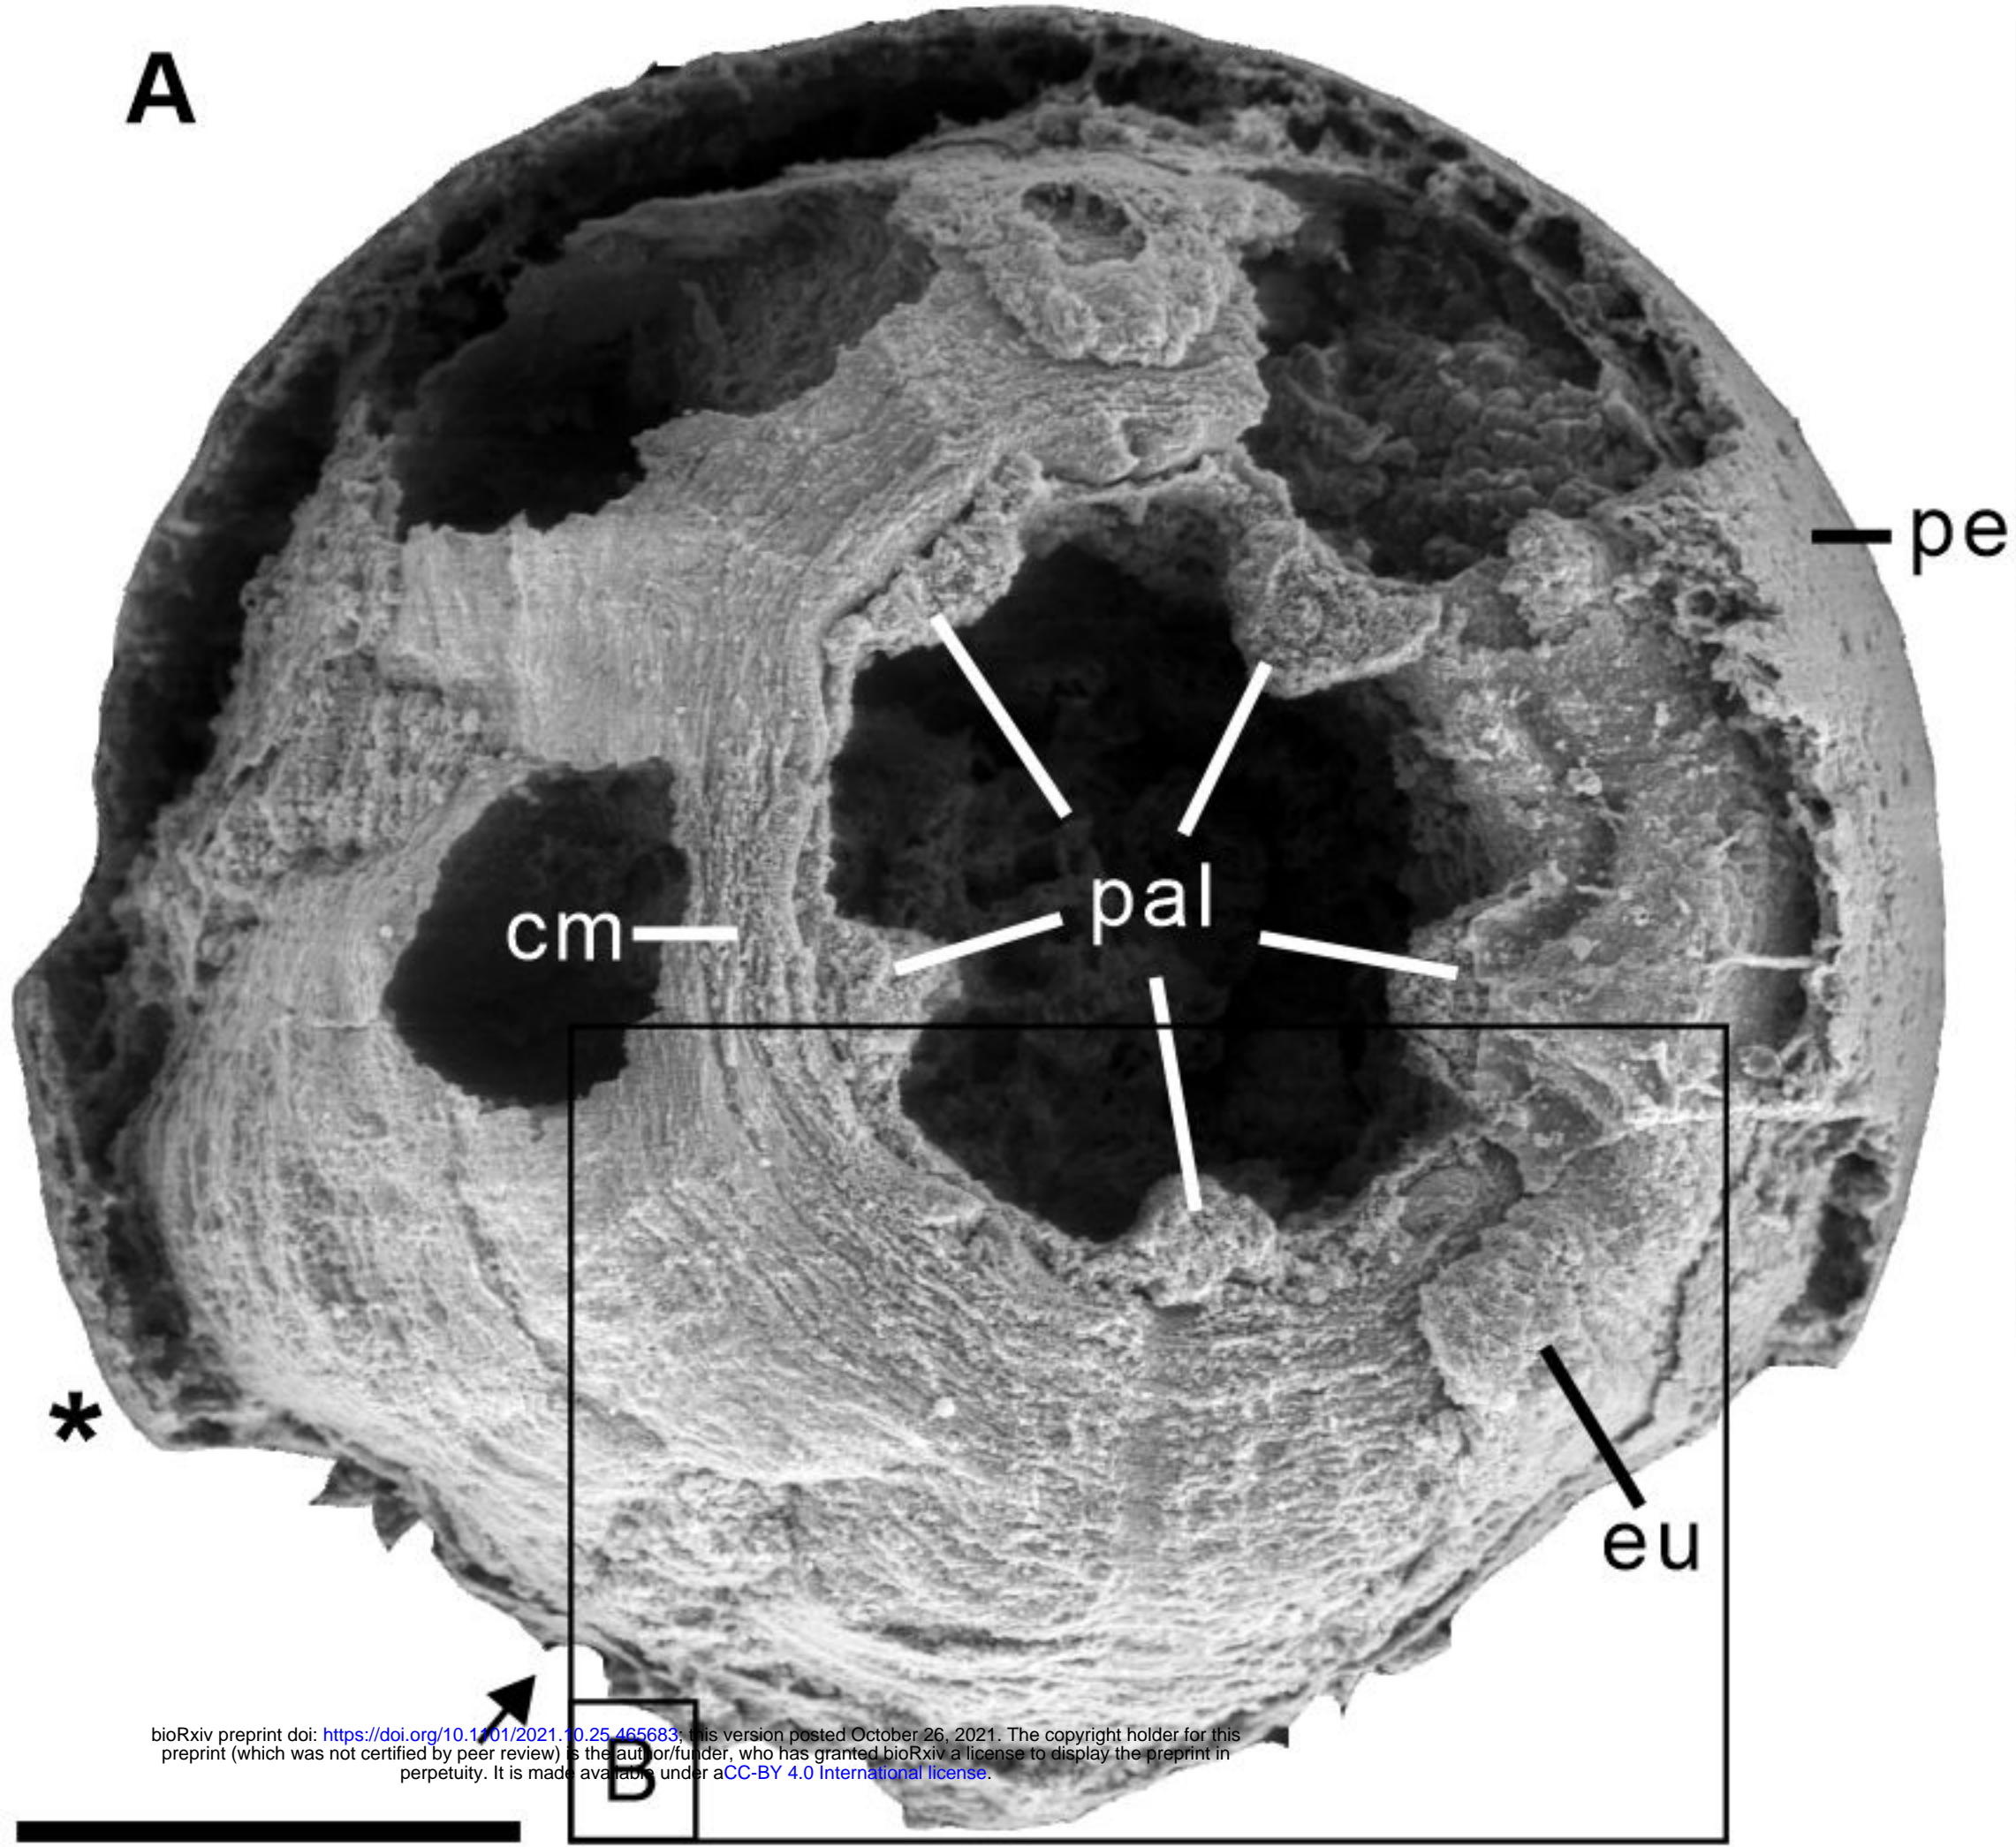 A
pe
pal
cm
eu
*
bioRxiv preprint doi: https://doi.org/10.1101/2021.10.25.465683; this version posted October 26, 2021. The copyright holder for this
preprint (which was not certified by peer review) is the author/funder, who has granted bioRxiv a license to display the preprint in
perpetuity. It is made available under aCC-BY 4.0 International license.
B